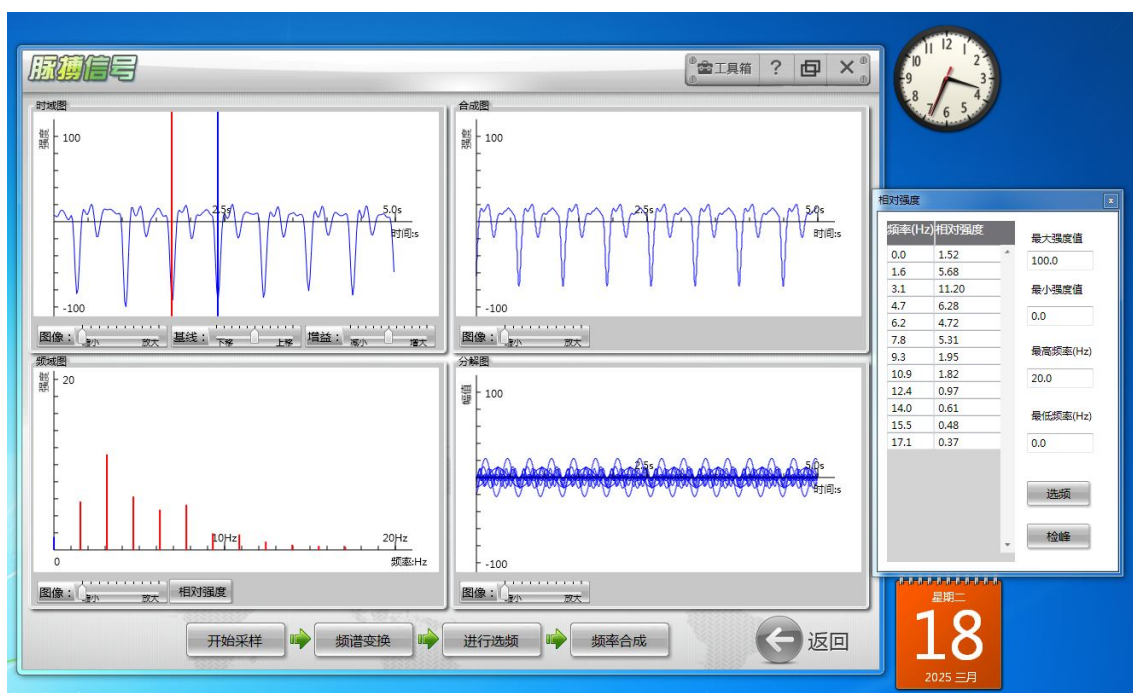 脉搏信号
工具箱 ? ×
时域图
强度
100
2.5s
5.0s
时间:s
-100
图像： 缩小 放大 基线： 下移 上移 增益： 减小 增大
合成图
强度
100
2.5s
5.0s
时间:s
-100
图像： 缩小 放大
频域图
强度
20
10Hz
20Hz
0
频率:Hz
图像： 缩小 放大 相对强度
分解图
幅值
100
2.5s
5.0s
时间:s
-100
图像： 缩小 放大
开始采样 频谱变换 进行选频 频率合成 返回
12
1
2
3
4
5
6
7
8
9
10
11
相对强度 x
频率(Hz) 相对强度
0.0 1.52
1.6 5.68
3.1 11.20
4.7 6.28
6.2 4.72
7.8 5.31
9.3 1.95
10.9 1.82
12.4 0.97
14.0 0.61
15.5 0.48
17.1 0.37
最大强度值
100.0
最小强度值
0.0
最高频率(Hz)
20.0
最低频率(Hz)
0.0
选频
检峰
星期二
18
2025 三月